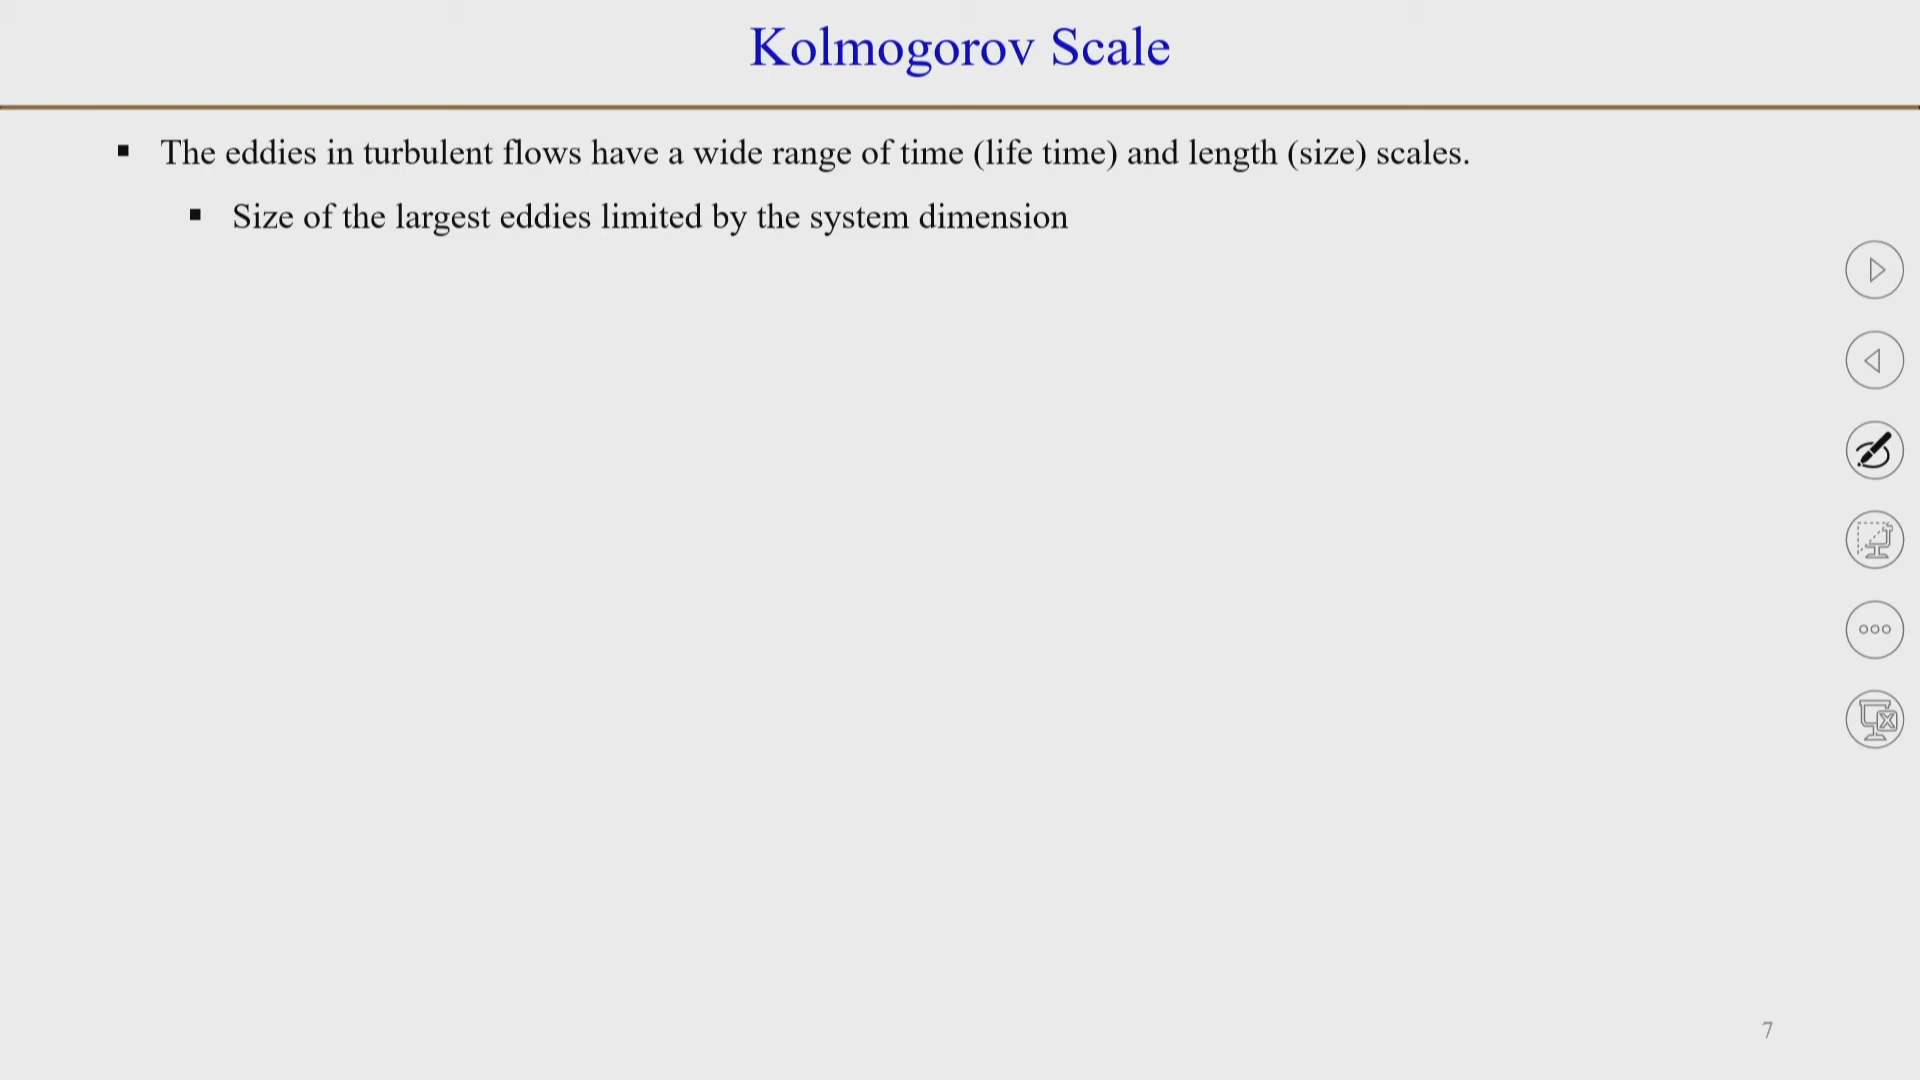 Kolmogorov Scale
▪ The eddies in turbulent flows have a wide range of time (life time) and length (size) scales.
▪ Size of the largest eddies limited by the system dimension
7